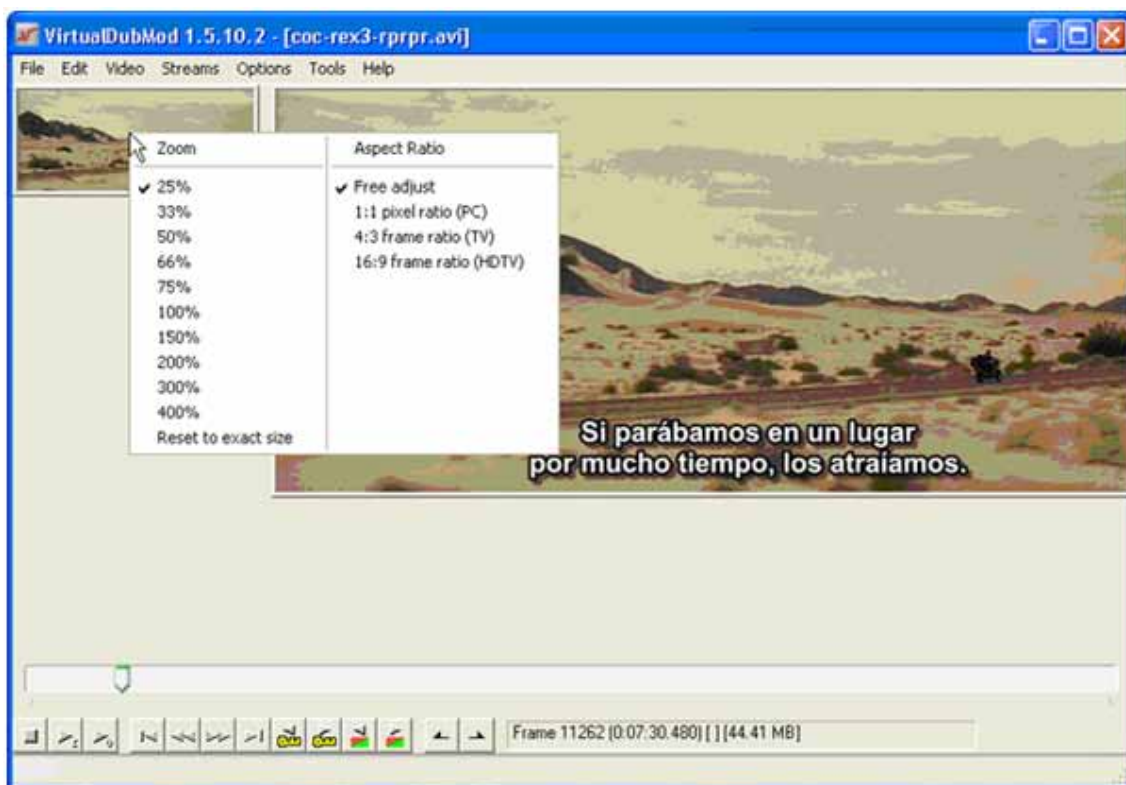 VirtualDubMod 1.5.10.2 - [coc-rex3-rprpr.avi]
File Edit Video Streams Options Tools Help
Zoom
25%
33%
50%
66%
75%
100%
150%
200%
300%
400%
Reset to exact size
Aspect Ratio
Free adjust
1:1 pixel ratio (PC)
4:3 frame ratio (TV)
16:9 frame ratio (HDTV)
Si parábamos en un lugar
por mucho tiempo, los atraíamos.
Frame 11262 (0:07:30.480) [ ] [44.41 MB]